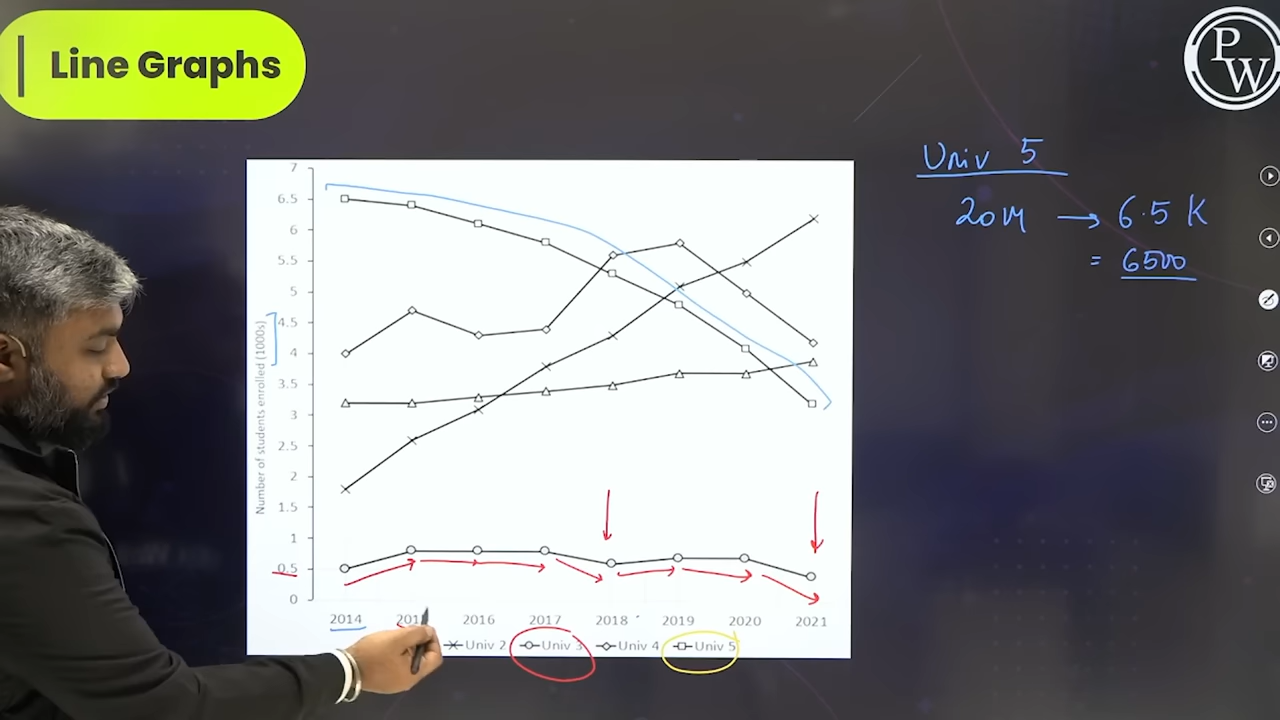 Line Graphs
P
W
Univ 5
2014 → 6.5 K
= 6500
7
6.5
6
5.5
5
4.5
4
3.5
3
2.5
2
1.5
1
0.5
0
Number of students enrolled (1000s)
2014 2016 2017 2018 2019 2020 2021
Univ 2 Univ 3 Univ 4 Univ 5